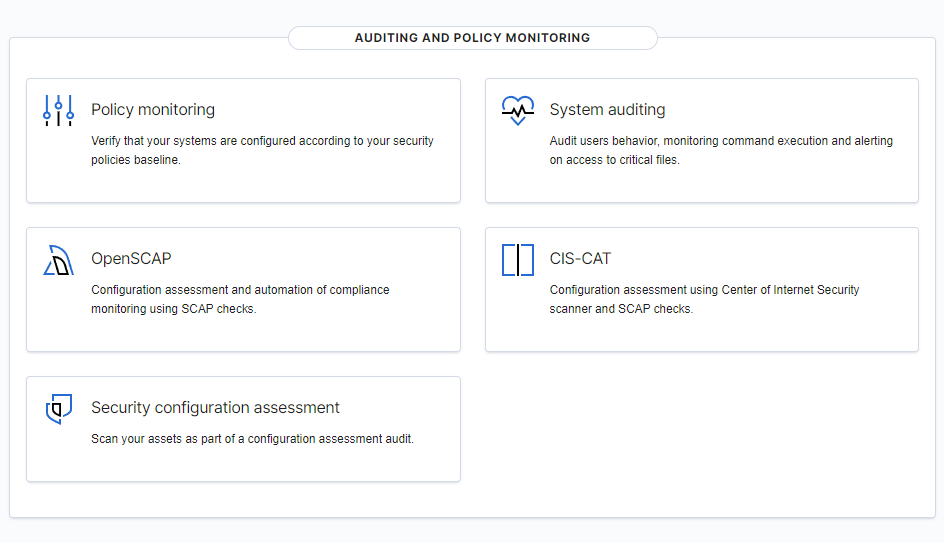 AUDITING AND POLICY MONITORING
Policy monitoring
Verify that your systems are configured according to your security
policies baseline.
System auditing
Audit users behavior, monitoring command execution and alerting
on access to critical files.
OpenSCAP
Configuration assessment and automation of compliance
monitoring using SCAP checks.
CIS-CAT
Configuration assessment using Center of Internet Security
scanner and SCAP checks.
Security configuration assessment
Scan your assets as part of a configuration assessment audit.